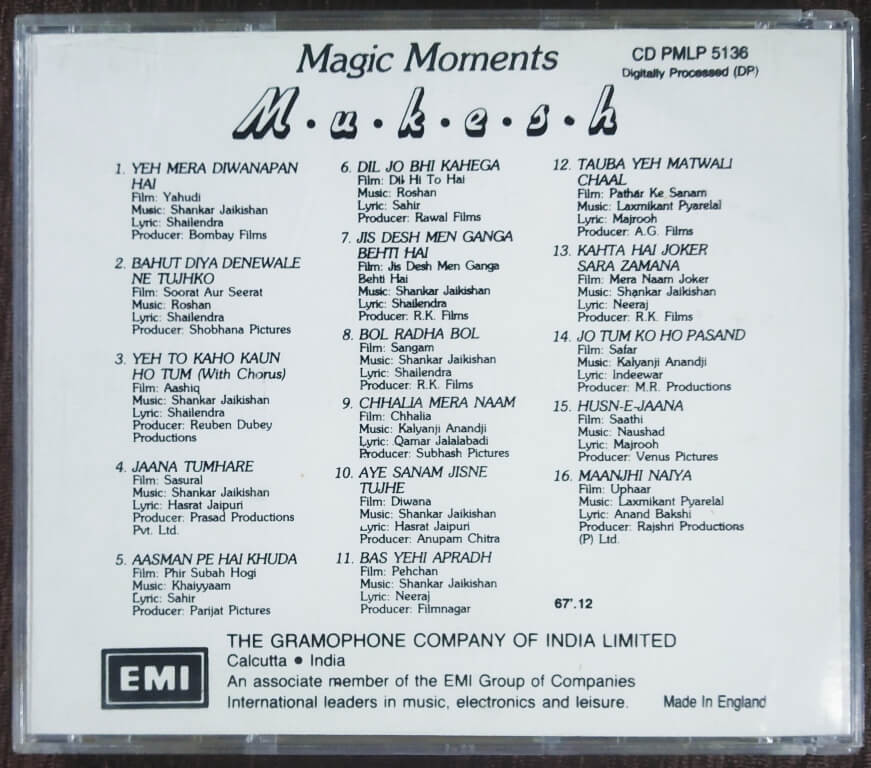 Magic Moments
CD PMLP 5136
Digitally Processed (DP)
M.u.k.e.s.h
1. YEH MERA DIWANAPAN
HAI
Film: Yahudi
Music: Shankar Jaikishan
Lyric: Shailendra
Producer: Bombay Films
2. BAHUT DIYA DENEWALE
NE TUJHKO
Film: Soorat Aur Seerat
Music: Roshan
Lyric: Shailendra
Producer: Shobhana Pictures
3. YEH TO KAHO KAUN
HO TUM (With Chorus)
Film: Aashiq
Music: Shankar Jaikishan
Lyric: Shailendra
Producer: Reuben Dubey
Productions
4. JAANA TUMHARE
Film: Sasural
Music: Shankar Jaikishan
Lyric: Hasrat Jaipuri
Producer: Prasad Productions
Pvt. Ltd.
5. AASMAN PE HAI KHUDA
Film: Phir Subah Hogi
Music: Khaiyyaam
Lyric: Sahir
Producer: Parijat Pictures
6. DIL JO BHI KAHEGA
Film: Dil Hi To Hai
Music: Roshan
Lyric: Sahir
Producer: Rawal Films
7. JIS DESH MEN GANGA
BEHTI HAI
Film: Jis Desh Men Ganga
Behti Hai
Music: Shankar Jaikishan
Lyric: Shailendra
Producer: R.K. Films
8. BOL RADHA BOL
Film: Sangam
Music: Shankar Jaikishan
Lyric: Shailendra
Producer: R.K. Films
9. CHHALIA MERA NAAM
Film: Chhalia
Music: Kalyanji Anandji
Lyric: Qamar Jalalabadi
Producer: Subhash Pictures
10. AYE SANAM JISNE
TUJHE
Film: Diwana
Music: Shankar Jaikishan
Lyric: Hasrat Jaipuri
Producer: Anupam Chitra
11. BAS YEHI APRADH
Film: Pehchan
Music: Shankar Jaikishan
Lyric: Neeraj
Producer: Filmnagar
12. TAUBA YEH MATWALI
CHAAL
Film: Pathar Ke Sanam
Music: Laxmikant Pyarelal
Lyric: Majrooh
Producer: A.G. Films
13. KAHTA HAI JOKER
SARA ZAMANA
Film: Mera Naam Joker
Music: Shankar Jaikishan
Lyric: Neeraj
Producer: R.K. Films
14. JO TUM KO HO PASAND
Film: Safar
Music: Kalyanji Anandji
Lyric: Indeewar
Producer: M.R. Productions
15. HUSN-E-JAANA
Film: Saathi
Music: Naushad
Lyric: Majrooh
Producer: Venus Pictures
16. MAANJHI NAIYA
Film: Uphaar
Music: Laxmikant Pyarelal
Lyric: Anand Bakshi
Producer: Rajshri Productions
(P) Ltd.
67'.12
EMI
THE GRAMOPHONE COMPANY OF INDIA LIMITED
Calcutta • India
An associate member of the EMI Group of Companies
International leaders in music, electronics and leisure.
Made In England